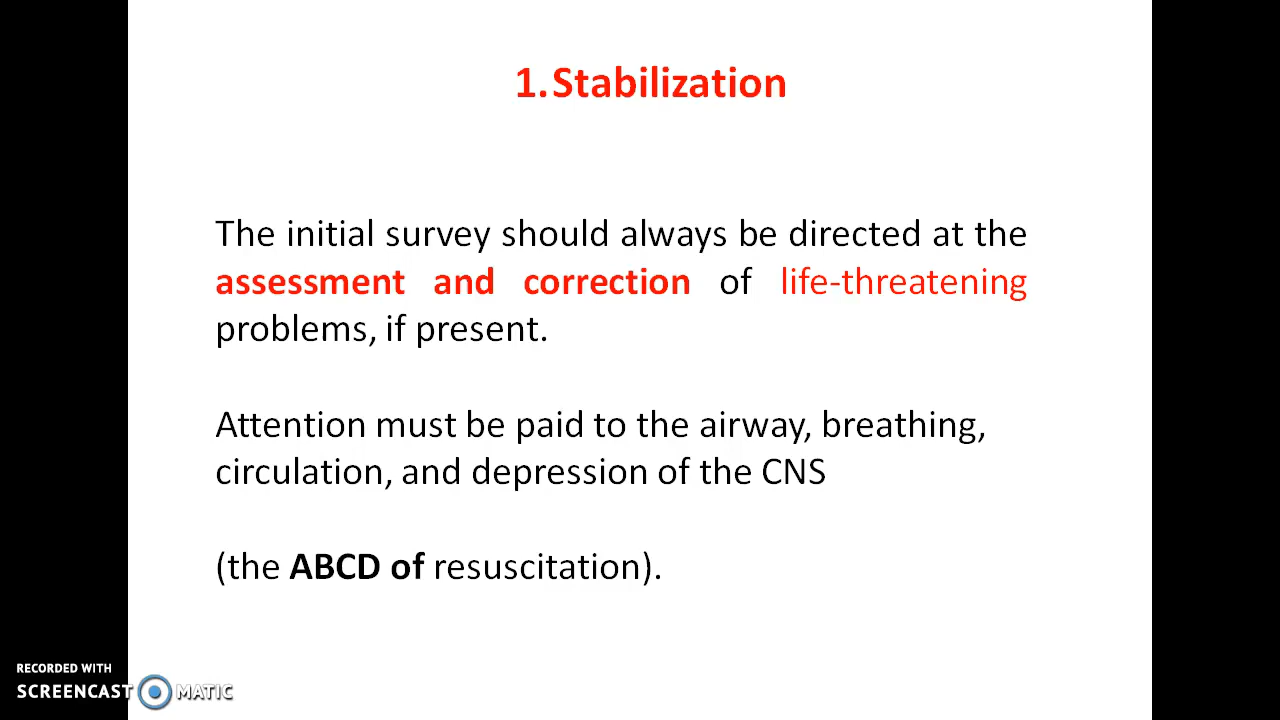 1.Stabilization
The initial survey should always be directed at the
assessment and correction of life-threatening
problems, if present.
Attention must be paid to the airway, breathing,
circulation, and depression of the CNS
(the ABCD of resuscitation).
RECORDED WITH
SCREENCAST MATIC